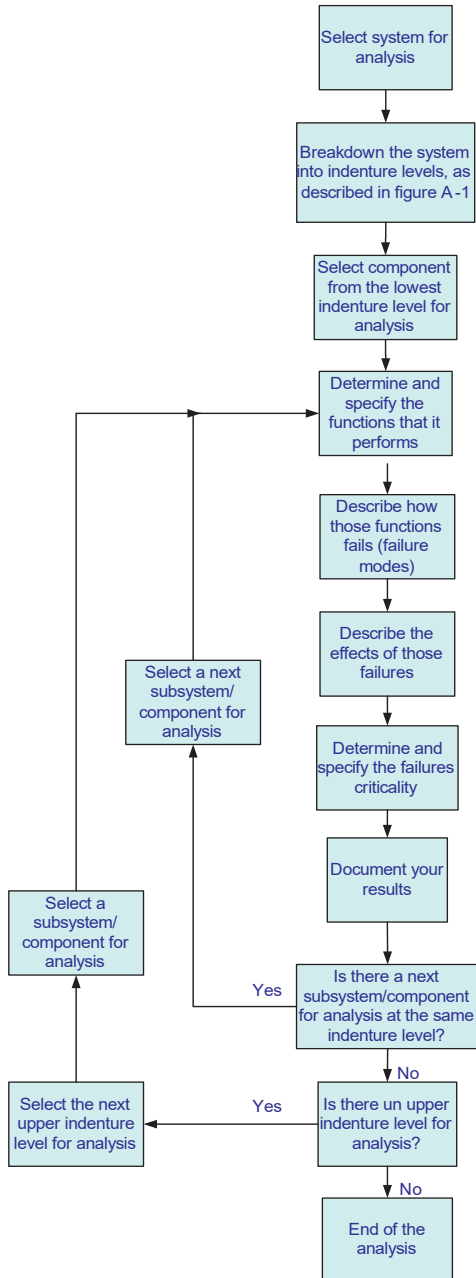 Select system for
analysis
Breakdown the system
into indenture levels, as
described in figure A -1
Select component
from the lowest
indenture level for
analysis
Determine and
specify the
functions that it
performs
Describe how
those functions
fails (failure
modes)
Describe the
effects of those
failures
Select a next
subsystem/
component for
analysis
Determine and
specify the failures
criticality
Document your
results
Select a
subsystem/
component for
analysis
Yes
Is there a next
subsystem/component
for analysis at the same
indenture level?
No
Select the next
upper indenture
level for analysis
Yes
Is there un upper
indenture level for
analysis?
No
End of the
analysis